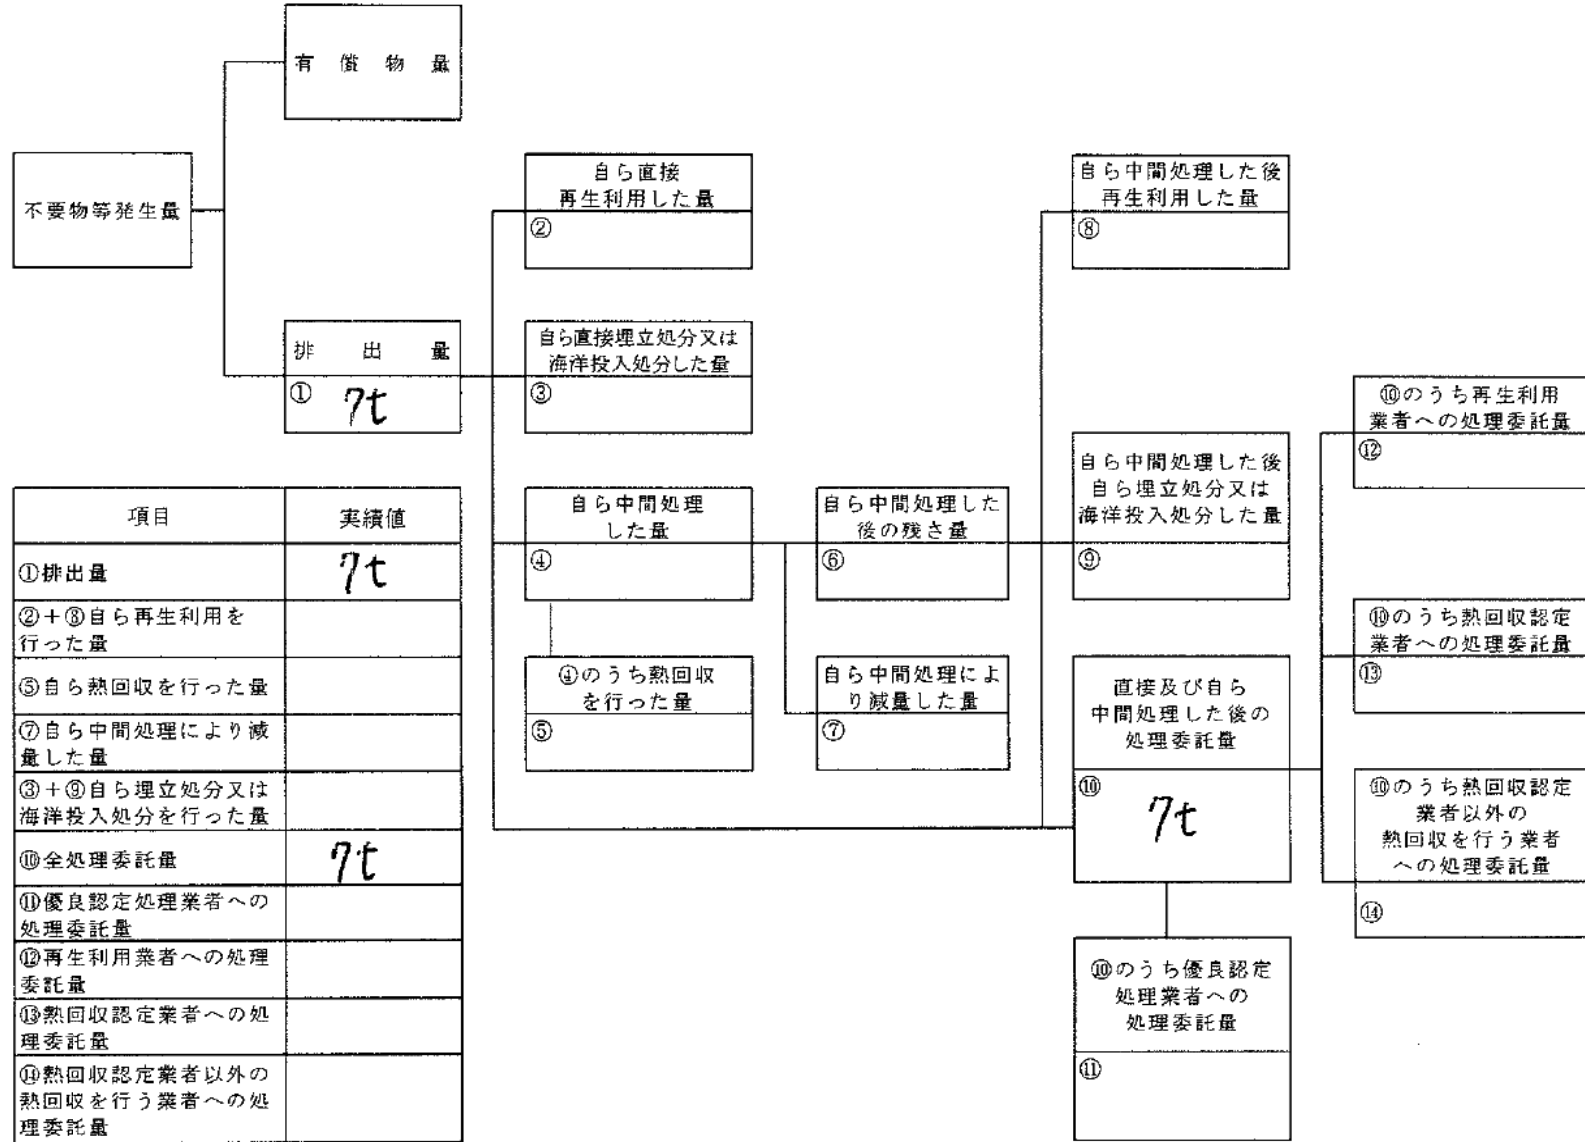 有償物量
不要物等発生量
排出量
① 7t
自ら直接
再生利用した量
②
自ら直接埋立処分又は
海洋投入処分した量
③
自ら中間処理
した量
④
④のうち熱回収
を行った量
⑤
自ら中間処理した
後の残さ量
⑥
自ら中間処理によ
り減量した量
⑦
自ら中間処理した後
再生利用した量
⑧
自ら中間処理した後
自ら埋立処分又は
海洋投入処分した量
⑨
直接及び自ら
中間処理した後の
処理委託量
⑩ 7t
⑩のうち優良認定
処理業者への
処理委託量
⑪
⑩のうち再生利用
業者への処理委託量
⑫
⑩のうち熱回収認定
業者への処理委託量
⑬
⑩のうち熱回収認定
業者以外の
熱回収を行う業者
への処理委託量
⑭
項目 実績値
①排出量 7t
②+⑧自ら再生利用を
行った量
⑤自ら熱回収を行った量
⑦自ら中間処理により減
量した量
③+⑨自ら埋立処分又は
海洋投入処分を行った量
⑩全処理委託量 7t
⑪優良認定処理業者への
処理委託量
⑫再生利用業者への処理
委託量
⑬熱回収認定業者への処
理委託量
⑭熱回収認定業者以外の
熱回収を行う業者への処
理委託量